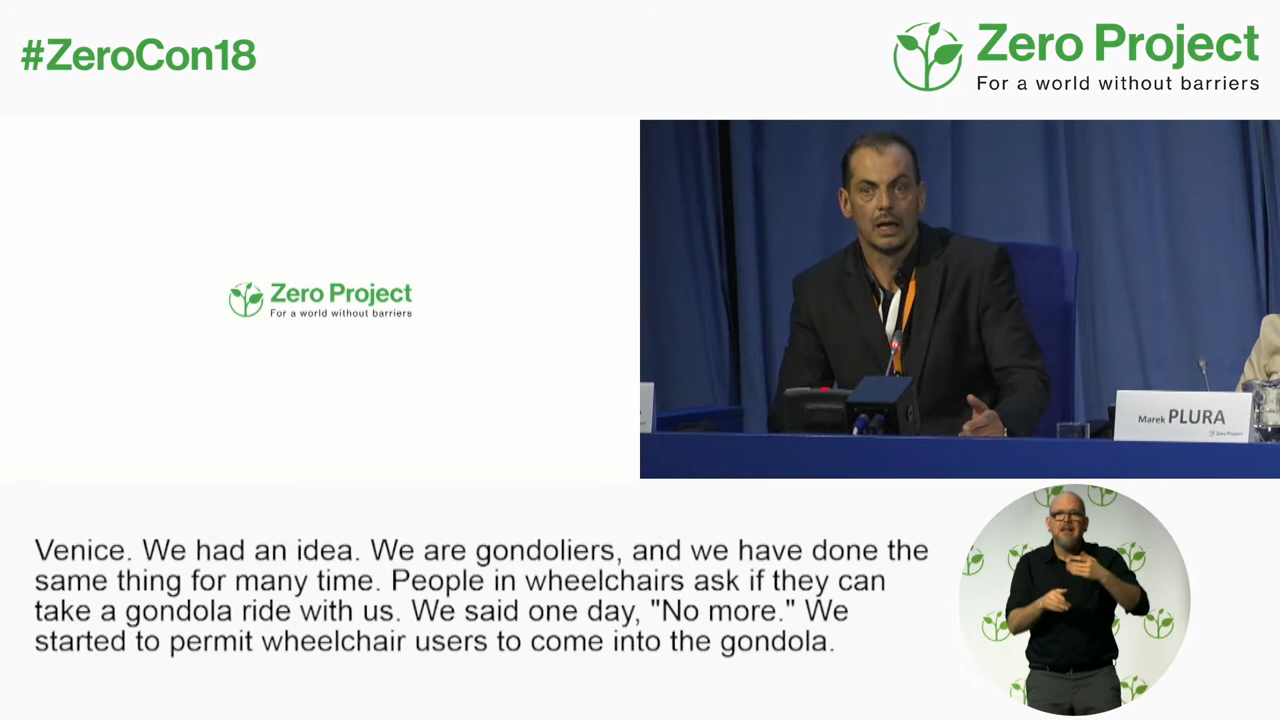 #ZeroCon18
Zero Project
For a world without barriers
Zero Project
For a world without barriers
Marek PLURA
Zero Project
Venice. We had an idea. We are gondoliers, and we have done the
same thing for many time. People in wheelchairs ask if they can
take a gondola ride with us. We said one day, "No more." We
started to permit wheelchair users to come into the gondola.